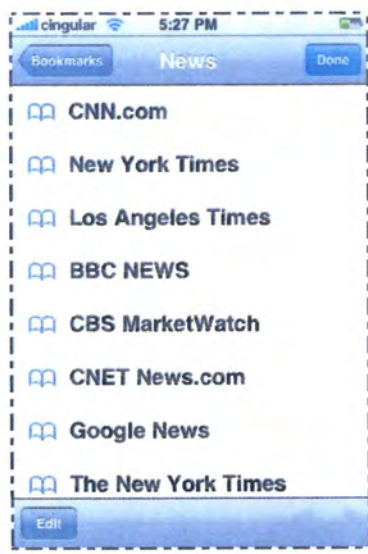 cingular 5:27 PM
Bookmarks News Done
CNN.com
New York Times
Los Angeles Times
BBC NEWS
CBS MarketWatch
CNET News.com
Google News
The New York Times
Edit